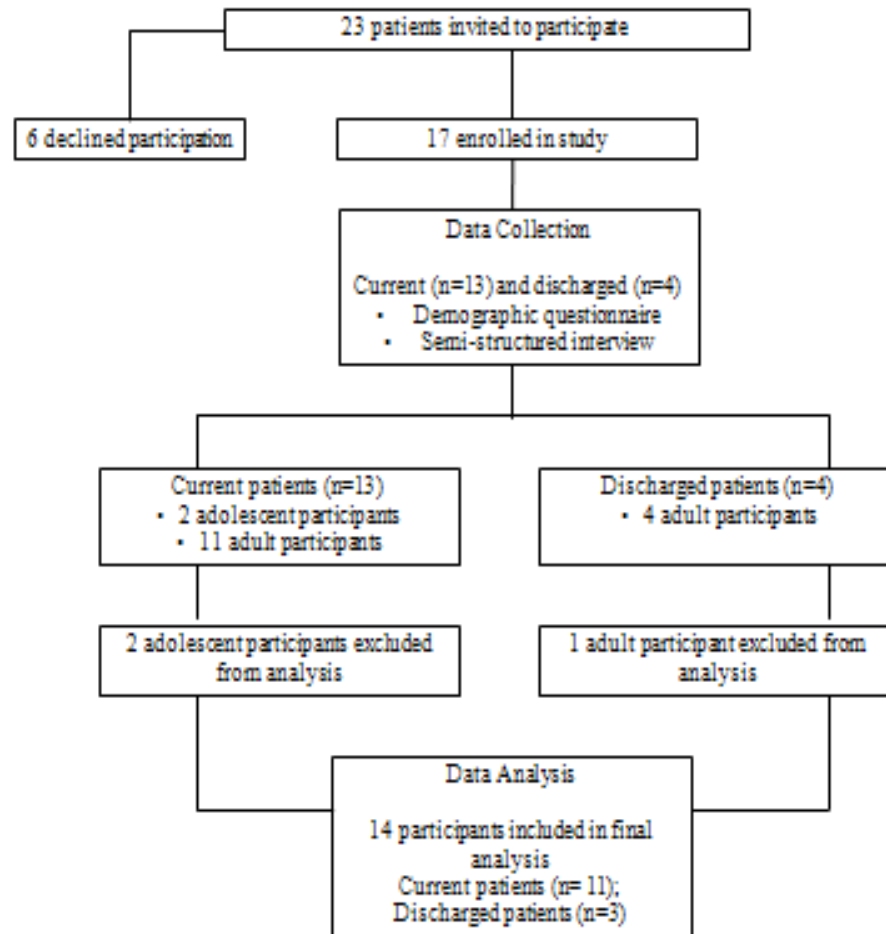 23 patients invited to participate
6 declined participation
17 enrolled in study
Data Collection
Current (n=13) and discharged (n=4)
• Demographic questionnaire
• Semi-structured interview
Current patients (n=13)
• 2 adolescent participants
• 11 adult participants
Discharged patients (n=4)
• 4 adult participants
2 adolescent participants excluded
from analysis
1 adult participant excluded from
analysis
Data Analysis
14 participants included in final
analysis
Current patients (n= 11);
Discharged patients (n=3)